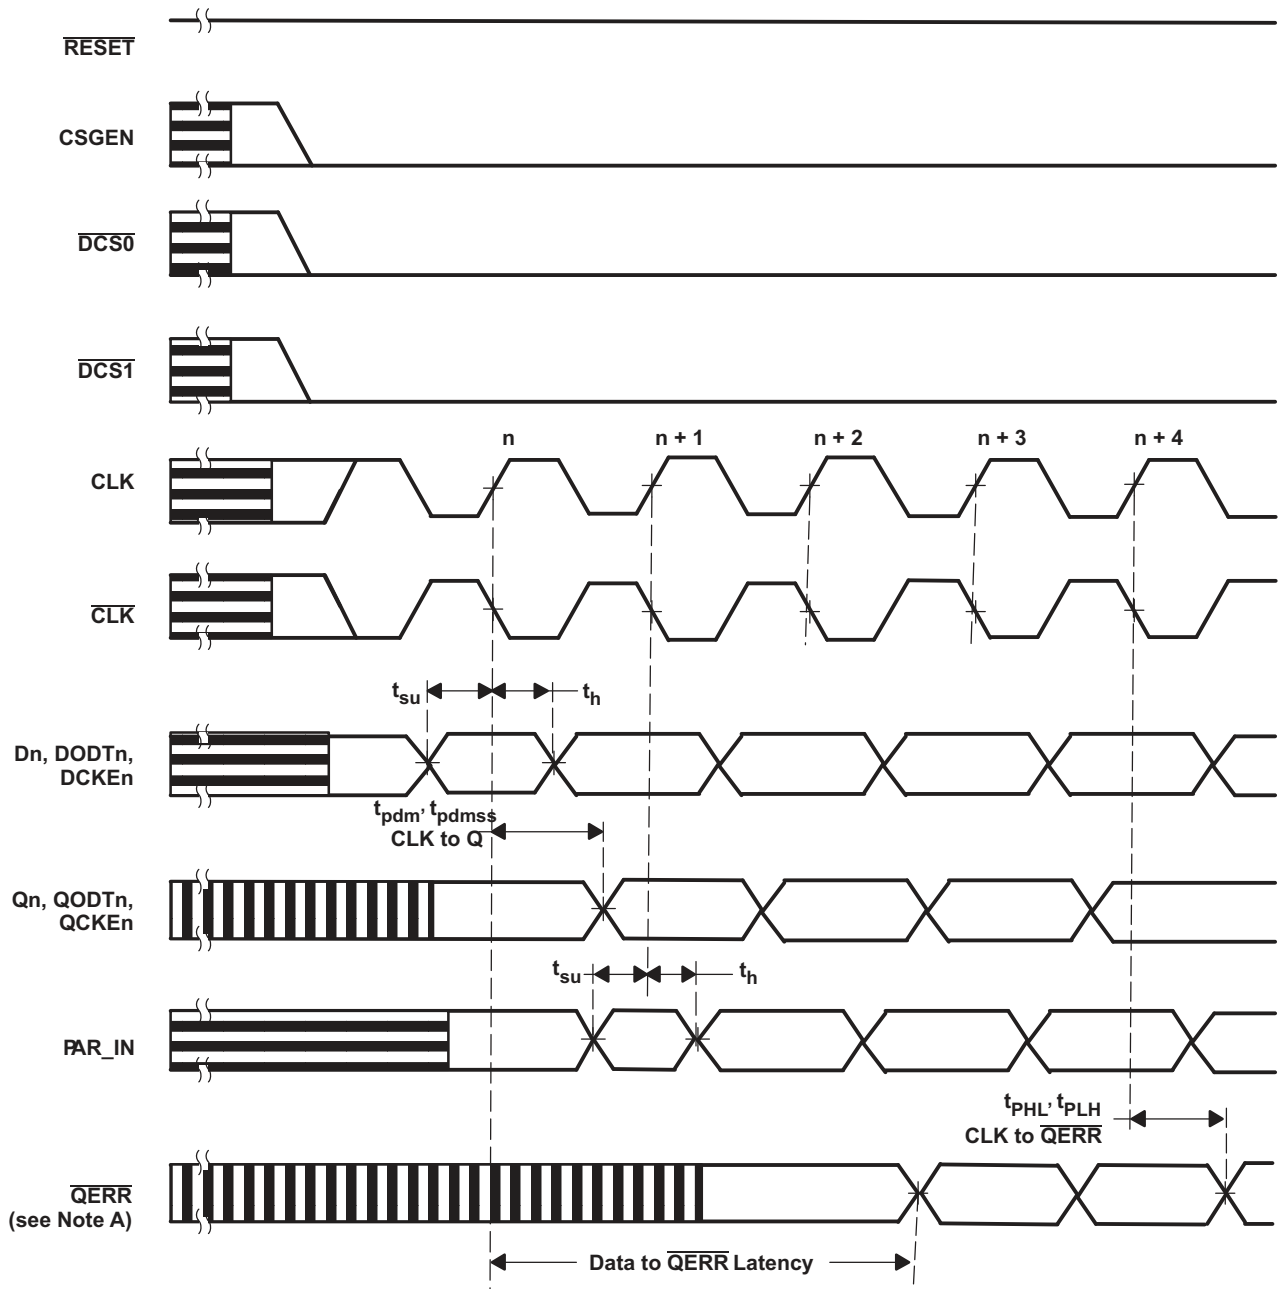 RESET
CSGEN
DCS0
DCS1
n n + 1 n + 2 n + 3 n + 4
CLK
CLK
tsu th
Dn, DODTn,
DCKEn
tpdm, tpdmss
CLK to Q
Qn, QODTn,
QCKEn
tsu th
PAR_IN
tPHL, tPLH
CLK to QERR
QERR
(see Note A)
Data to QERR Latency